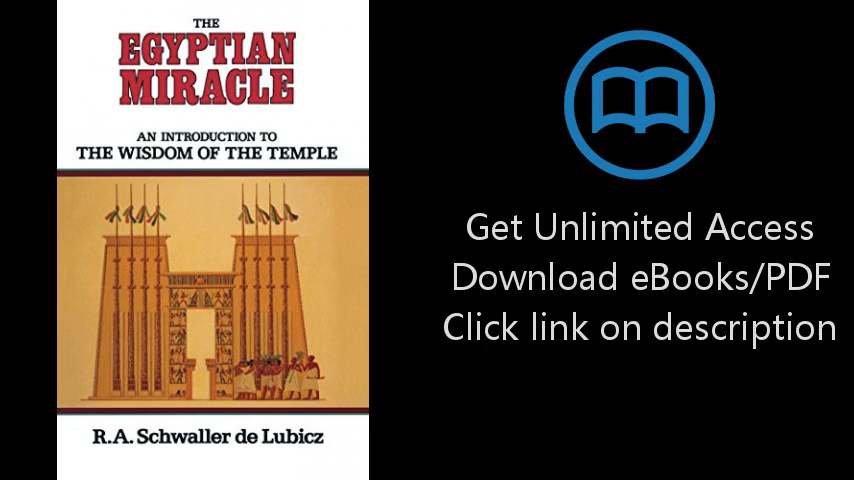 THE
EGYPTIAN
MIRACLE
AN INTRODUCTION TO
THE WISDOM OF THE TEMPLE
R.A. Schwaller de Lubicz
Get Unlimited Access
Download eBooks/PDF
Click link on description